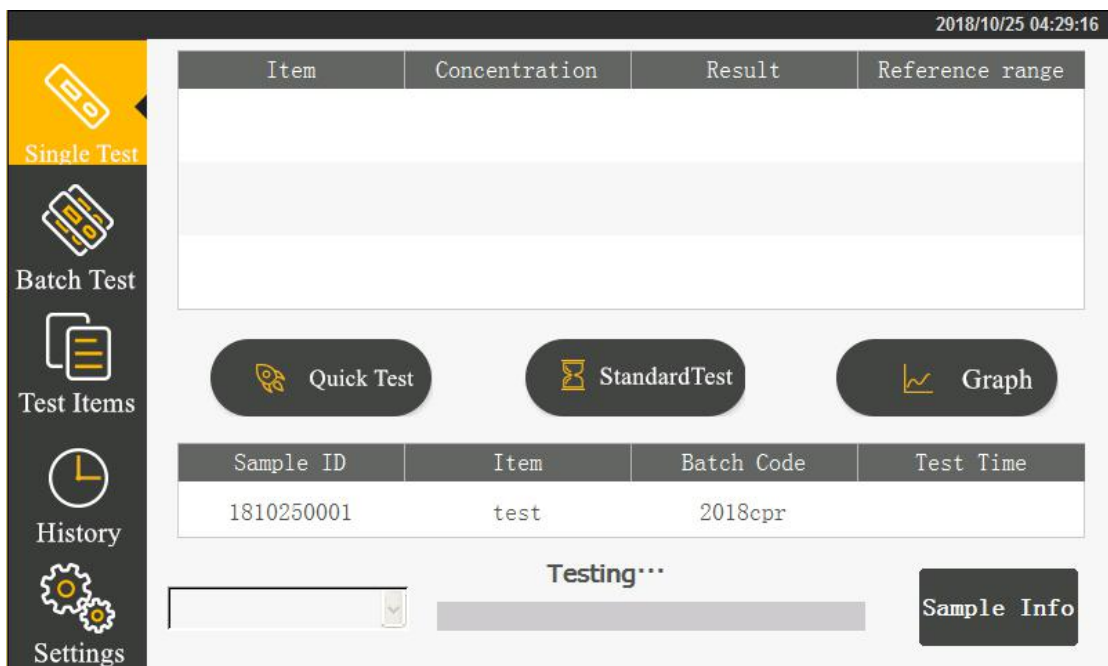 2018/10/25 04:29:16
Single Test
Batch Test
Test Items
History
Settings
Item Concentration Result Reference range
Quick Test StandardTest Graph
Sample ID Item Batch Code Test Time
1810250001 test 2018cpr
Testing···
Sample Info